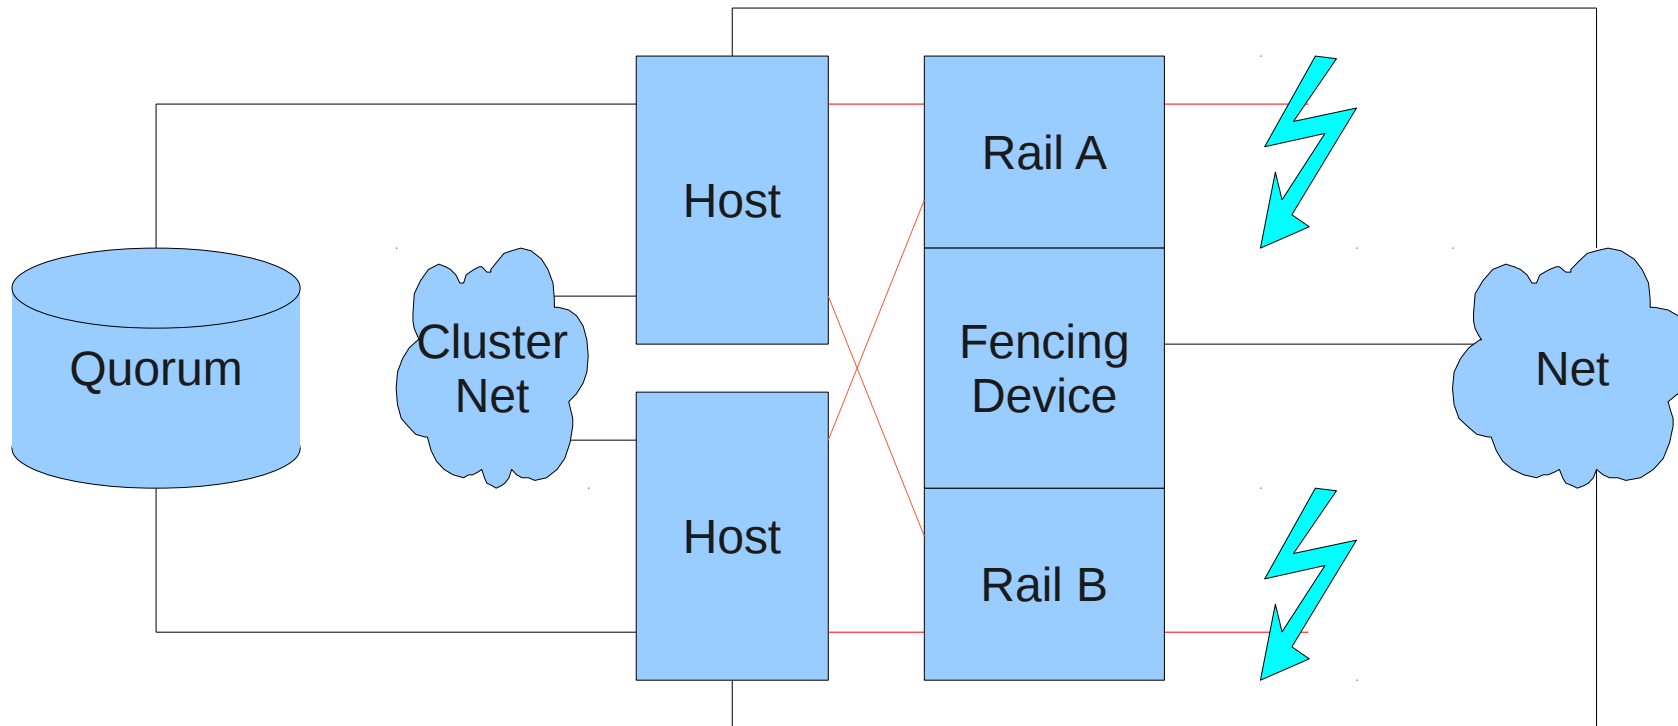 Quorum
Cluster
Net
Host
Host
Rail A
Fencing
Device
Rail B
Net